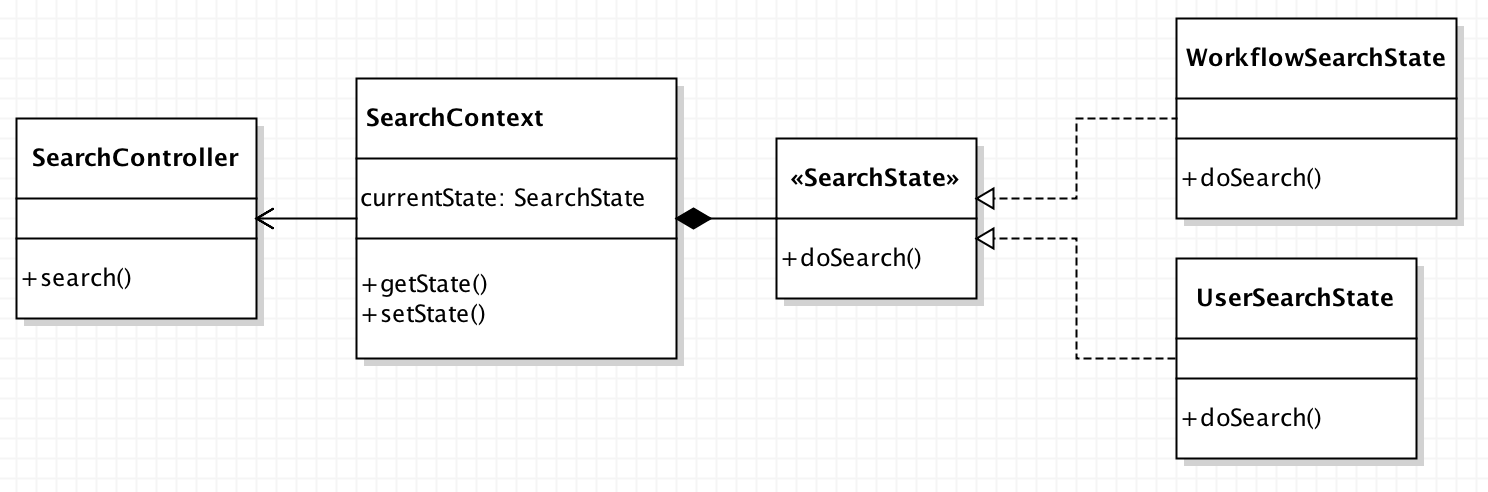 SearchController
+search()
SearchContext
currentState: SearchState
+getState()
+setState()
«SearchState»
+doSearch()
WorkflowSearchState
+doSearch()
UserSearchState
+doSearch()